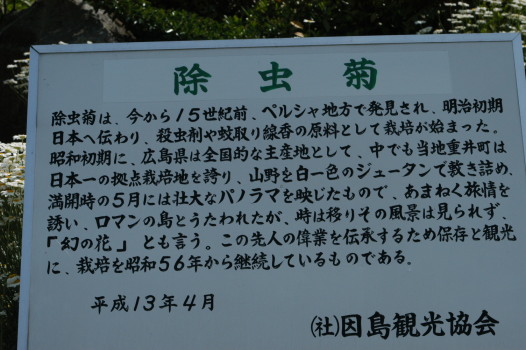 除虫菊
除虫菊は、今から15世紀前、ペルシャ地方で発見され、明治初期
日本へ伝わり、殺虫剤や蚊取り線香の原料として栽培が始まった。
昭和初期に、広島県は全国的な主産地として、中でも当地重井町は
日本一の拠点栽培地を誇り、山野を白一色のジュータンで敷き詰め、
満開時の5月には壮大なパノラマを映じたもので、あまねく旅情を
誘い、ロマンの島とうたわれたが、時は移りその風景は見られず、
「幻の花」とも言う。この先人の偉業を伝承するため保存と観光
に、栽培を昭和56年から継続しているものである。
平成13年4月
(社)因島観光協会